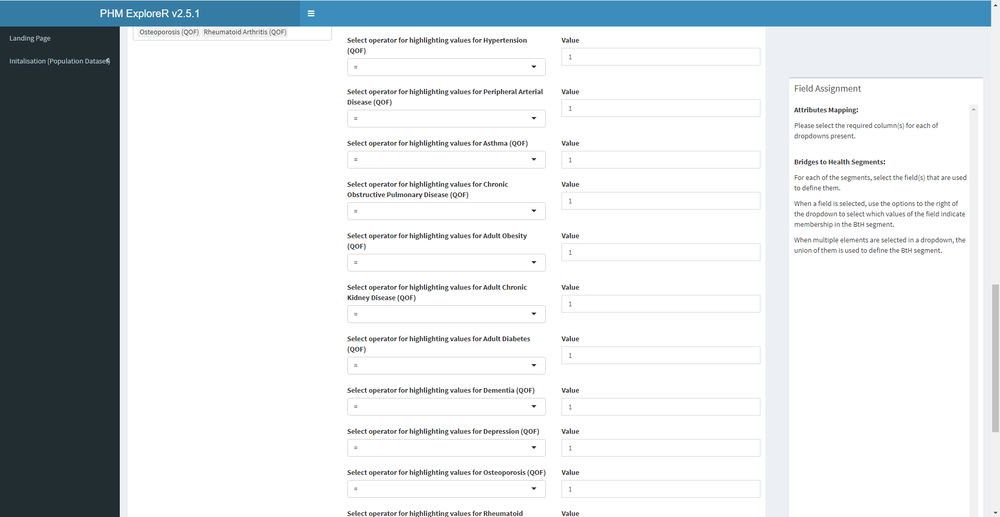 PHM ExploreR v2.5.1
Landing Page
Initalisation (Population Dataset)
Osteoporosis (QOF) Rheumatoid Arthritis (QOF)
Select operator for highlighting values for Hypertension
(QOF)
=
Value
1
Select operator for highlighting values for Peripheral Arterial
Disease (QOF)
=
Value
1
Select operator for highlighting values for Asthma (QOF)
=
Value
1
Select operator for highlighting values for Chronic
Obstructive Pulmonary Disease (QOF)
=
Value
1
Select operator for highlighting values for Adult Obesity
(QOF)
=
Value
1
Select operator for highlighting values for Adult Chronic
Kidney Disease (QOF)
=
Value
1
Select operator for highlighting values for Adult Diabetes
(QOF)
=
Value
1
Select operator for highlighting values for Dementia (QOF)
=
Value
1
Select operator for highlighting values for Depression (QOF)
=
Value
1
Select operator for highlighting values for Osteoporosis (QOF)
=
Value
1
Select operator for highlighting values for Rheumatoid
Value
Field Assignment
Attributes Mapping:
Please select the required column(s) for each of
dropdowns present.
Bridges to Health Segments:
For each of the segments, select the field(s) that are used
to define them.
When a field is selected, use the options to the right of
the dropdown to select which values of the field indicate
membership in the BtH segment.
When multiple elements are selected in a dropdown, the
union of them is used to define the BtH segment.